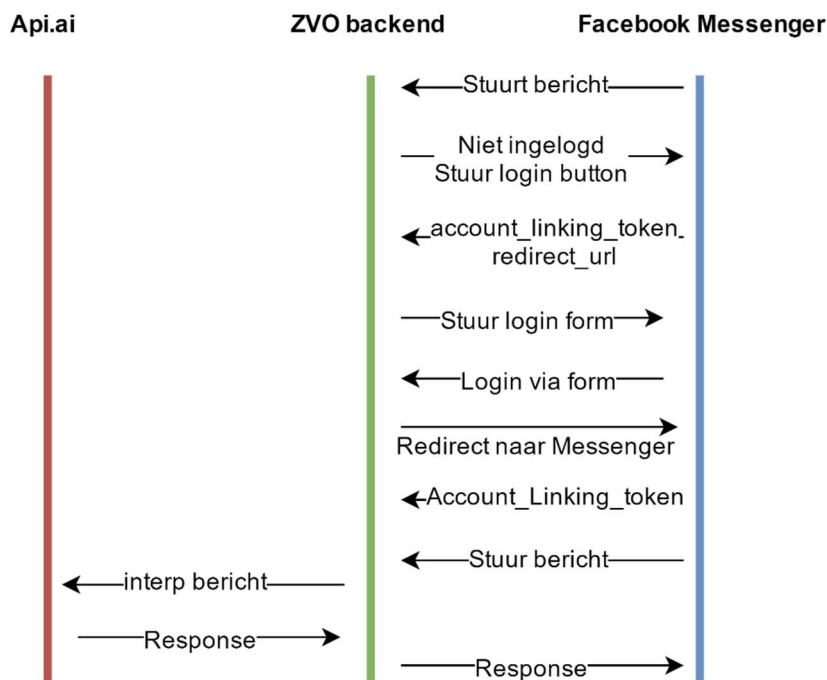 Api.ai
ZVO backend
Facebook Messenger
Stuurt bericht
Niet ingelogd
Stuur login button
account_linking_token
redirect_url
Stuur login form
Login via form
Redirect naar Messenger
Account_Linking_token
Stuur bericht
interp bericht
Response
Response